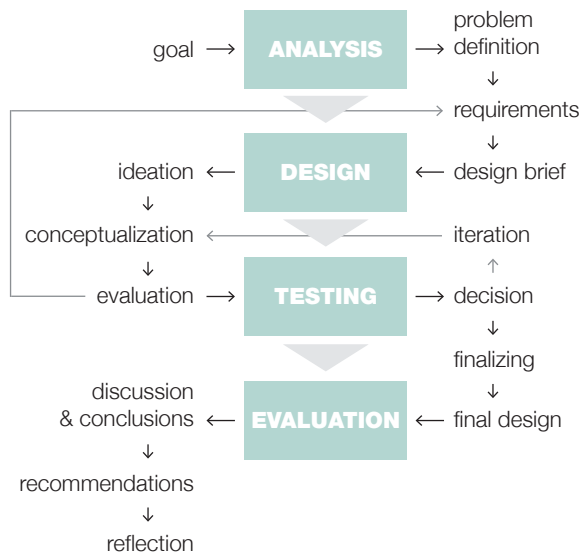 goal
ANALYSIS
problem
definition
requirements
ideation
DESIGN
design brief
conceptualization
iteration
evaluation
TESTING
decision
finalizing
discussion
& conclusions
EVALUATION
final design
recommendations
reflection